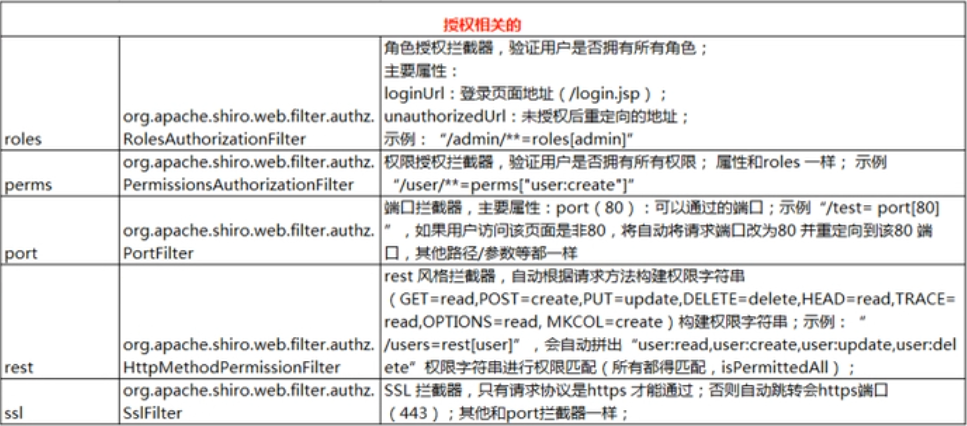 授权相关的
roles
org.apache.shiro.web.filter.authz.
RolesAuthorizationFilter
角色授权拦截器，验证用户是否拥有所有角色；
主要属性：
loginUrl：登录页面地址（/login.jsp）；
unauthorizedUrl：未授权后重定向的地址；
示例：“/admin/**=roles[admin]”
perms
org.apache.shiro.web.filter.authz.
PermissionsAuthorizationFilter
权限授权拦截器，验证用户是否拥有所有权限； 属性和roles 一样； 示例
“/user/**=perms["user:create"]”
port
org.apache.shiro.web.filter.authz.
PortFilter
端口拦截器，主要属性：port（80）：可以通过的端口；示例“/test= port[80]
”，如果用户访问该页面是非80，将自动将请求端口改为80 并重定向到该80 端
口，其他路径/参数等都一样
rest
org.apache.shiro.web.filter.authz.
HttpMethodPermissionFilter
rest 风格拦截器，自动根据请求方法构建权限字符串
（GET=read,POST=create,PUT=update,DELETE=delete,HEAD=read,TRACE=
read,OPTIONS=read, MKCOL=create）构建权限字符串；示例：“
/users=rest[user]”，会自动拼出“user:read,user:create,user:update,user:del
ete”权限字符串进行权限匹配（所有都得匹配，isPermittedAll）；
ssl
org.apache.shiro.web.filter.authz.
SslFilter
SSL 拦截器，只有请求协议是https 才能通过；否则自动跳转会https端口
（443）；其他和port拦截器一样；